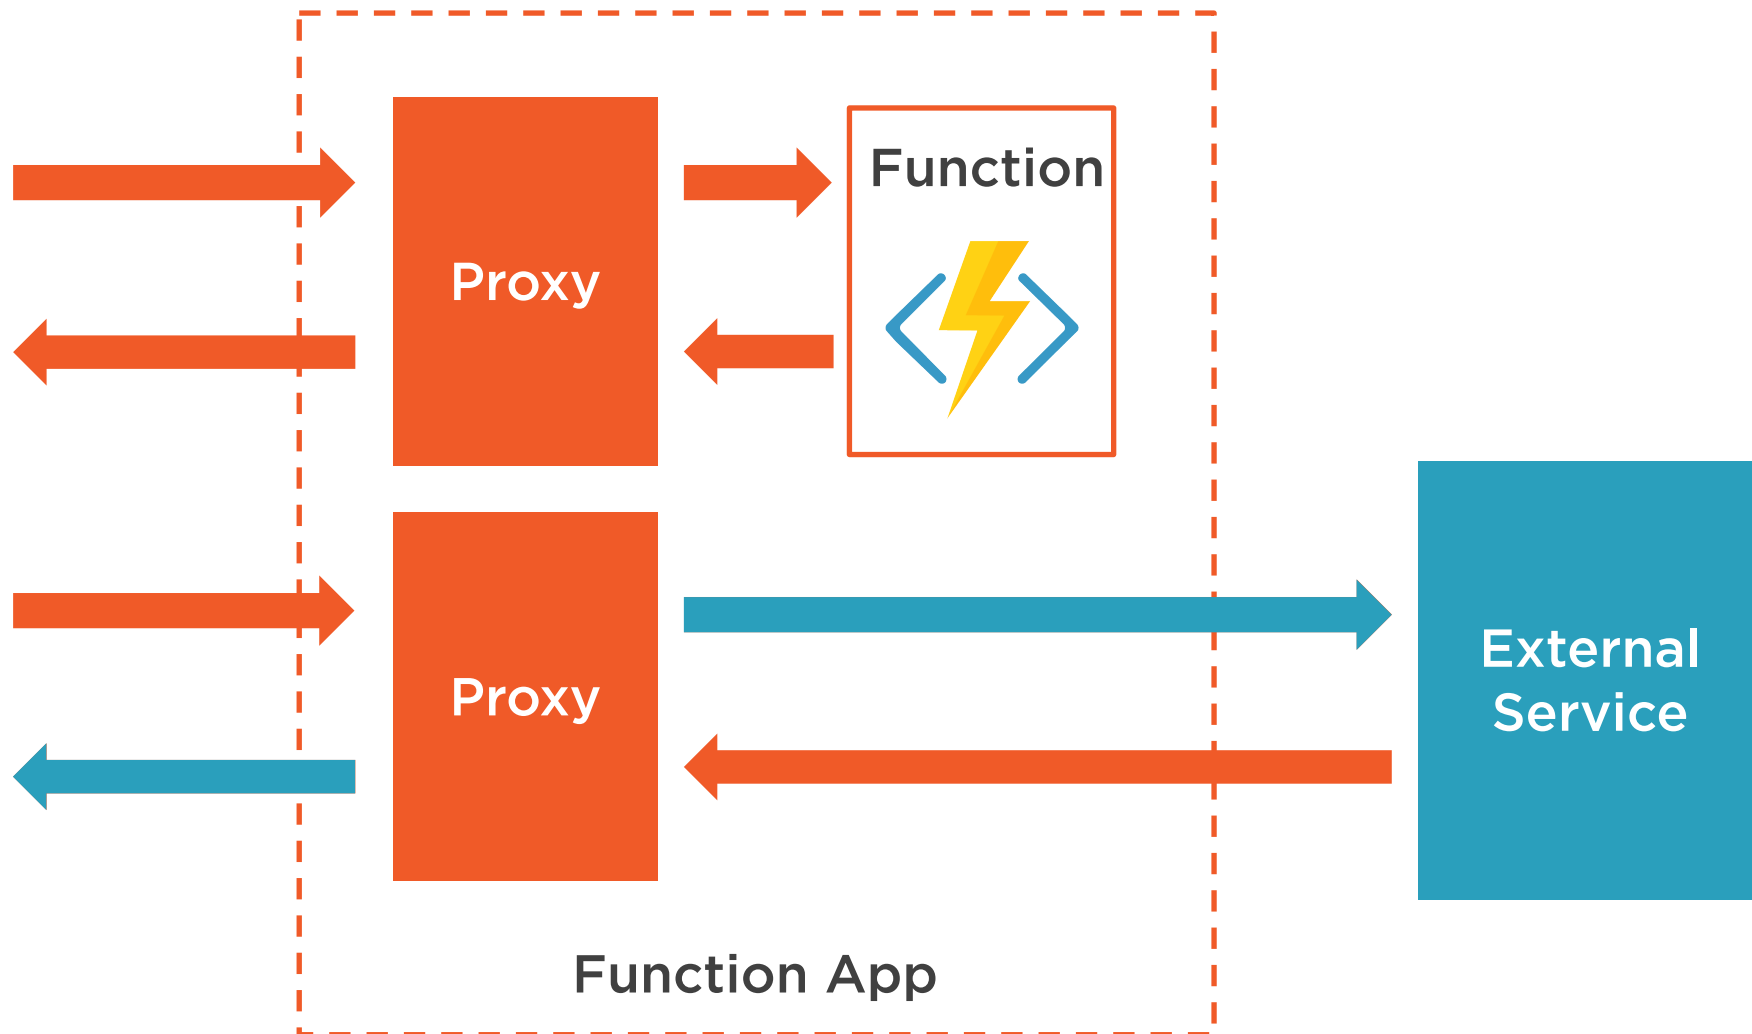 Function
Proxy
Proxy
External
Service
Function App